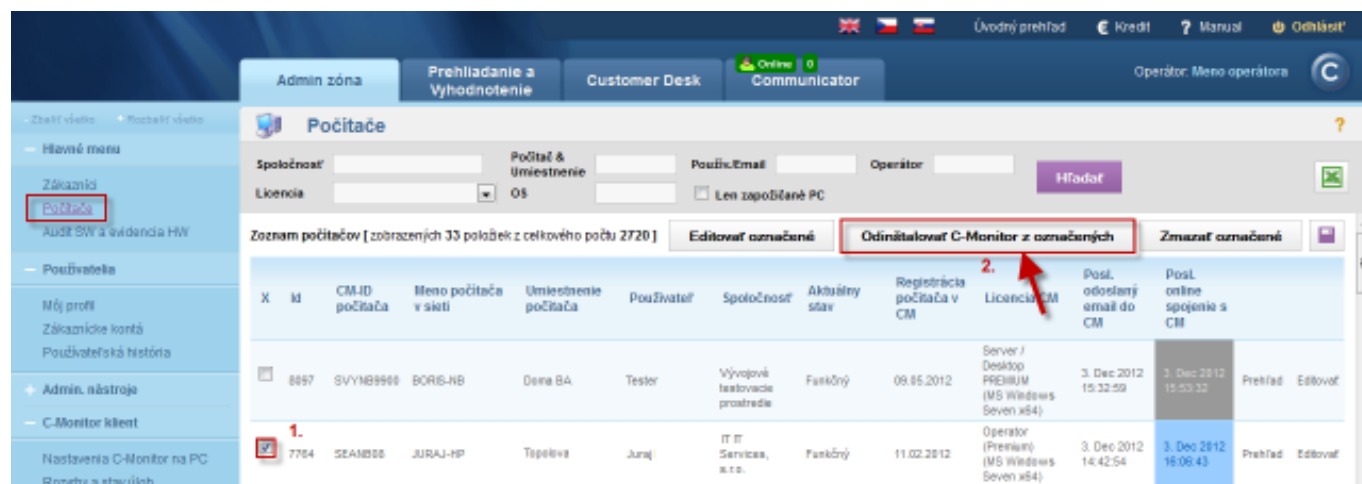 Úvodný prehľad € Kredit ? Manual Odhlásiť
Admin zóna
Prehliadanie a
Vyhodnotenie
Customer Desk
Online 0
Communicator
Operátor: Meno operátora
- Zbaliť všetko + Rozbaliť všetko
Hlavné menu
Zákazníci
Počítače
Audit SW a evidencia HW
Používatelia
Môj profil
Zákaznícke kontá
Používateľská história
Admin. nástroje
C-Monitor klient
Nastavenia C-Monitor na PC
Počítače ?
Spoločnosť
Počítač &
Umiestnenie
Použív./Email
Operátor
Hľadať
Licencia
OS
Len zapožičané PC
Zoznam počítačov [ zobrazených 33 položiek z celkového počtu 2720 ]
Editovať označené
Odinštalovať C-Monitor z označených
Zmazať označené
2.
X Id
CM-ID
počítača
Meno počítača
v sieti
Umiestnenie
počítača
Používateľ
Spoločnosť
Aktuálny
stav
Registrácia
počítača v
CM
Licencia CM
Posl.
odoslaný
email do
CM
Posl.
online
spojenie s
CM
8097
SVYNB9900
BORIS-NB
Doma BA
Tester
Vývojové
testovacie
prostredie
Funkčný
09.05.2012
Server /
Desktop
PREMIUM
(MS Windows
Seven x64)
3. Dec 2012
15:32:59
3. Dec 2012
15:53:32
Prehľad
Editovať
1.
7764
JURAJ-HP
Juraj
IT IT
Services,
s.r.o.
Funkčný
11.02.2012
Operator
(Premium)
(MS Windows
Seven x64)
3. Dec 2012
14:42:54
3. Dec 2012
16:06:43
Prehľad
Editovať